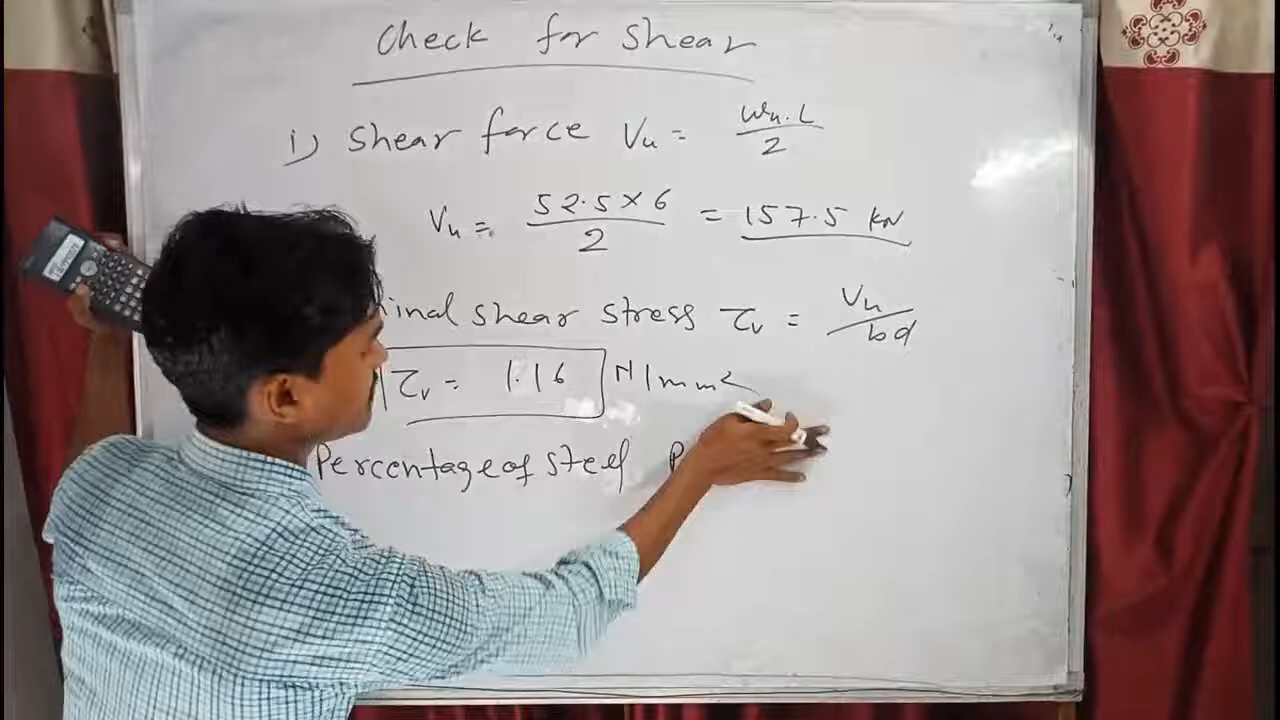 Check for Shear
i) Shear force Vu = wu.L/2
Vu = 52.5 × 6/2 = 157.5 kN
inal shear stress τv = Vu/bd
τv = 1.16 N/mm2
Percentage of steel P